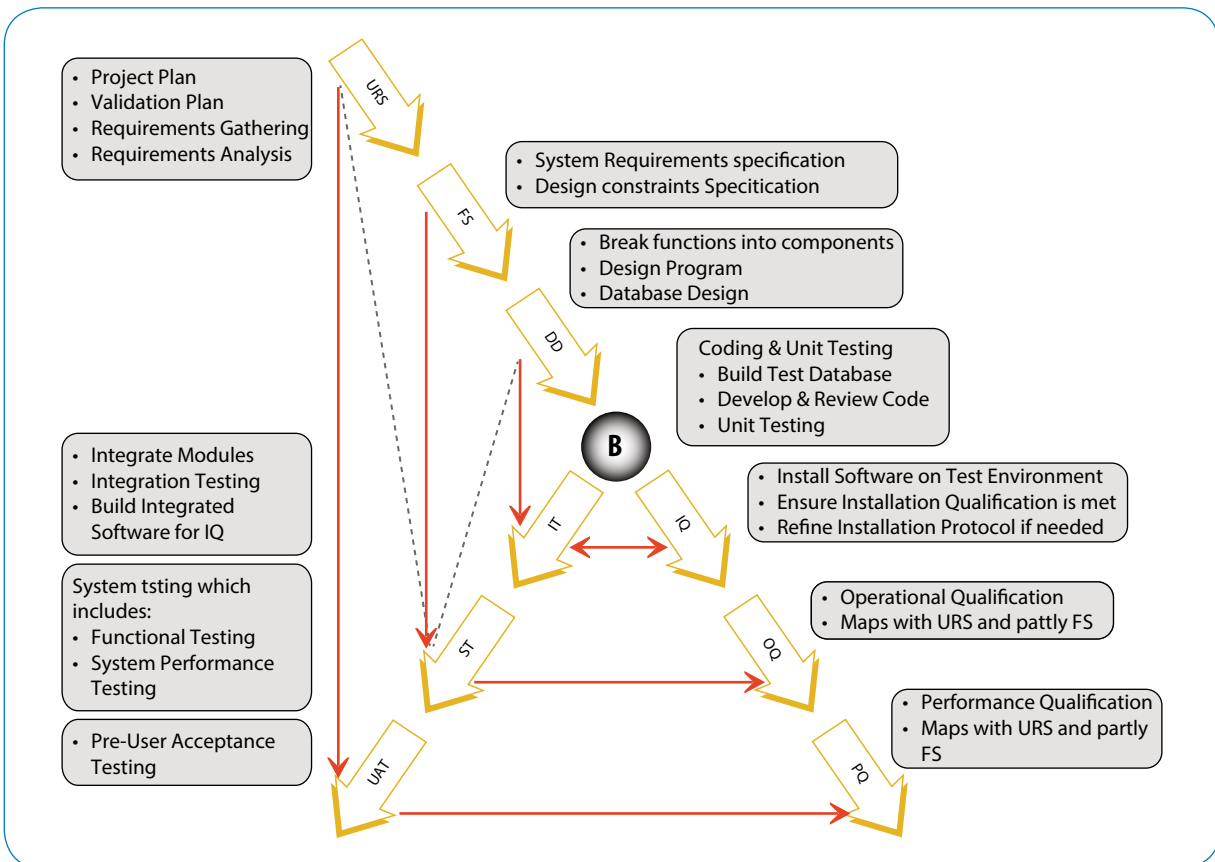 • Project Plan
• Validation Plan
• Requirements Gathering
• Requirements Analysis
URS
• System Requirements specification
• Design constraints Specitication
FS
• Break functions into components
• Design Program
• Database Design
DD
Coding & Unit Testing
• Build Test Database
• Develop & Review Code
• Unit Testing
B
• Integrate Modules
• Integration Testing
• Build Integrated
Software for IQ
IT
IQ
• Install Software on Test Environment
• Ensure Installation Qualification is met
• Refine Installation Protocol if needed
System tsting which
includes:
• Functional Testing
• System Performance
Testing
ST
OQ
• Operational Qualification
• Maps with URS and pattly FS
• Pre-User Acceptance
Testing
UAT
PQ
• Performance Qualification
• Maps with URS and partly
FS